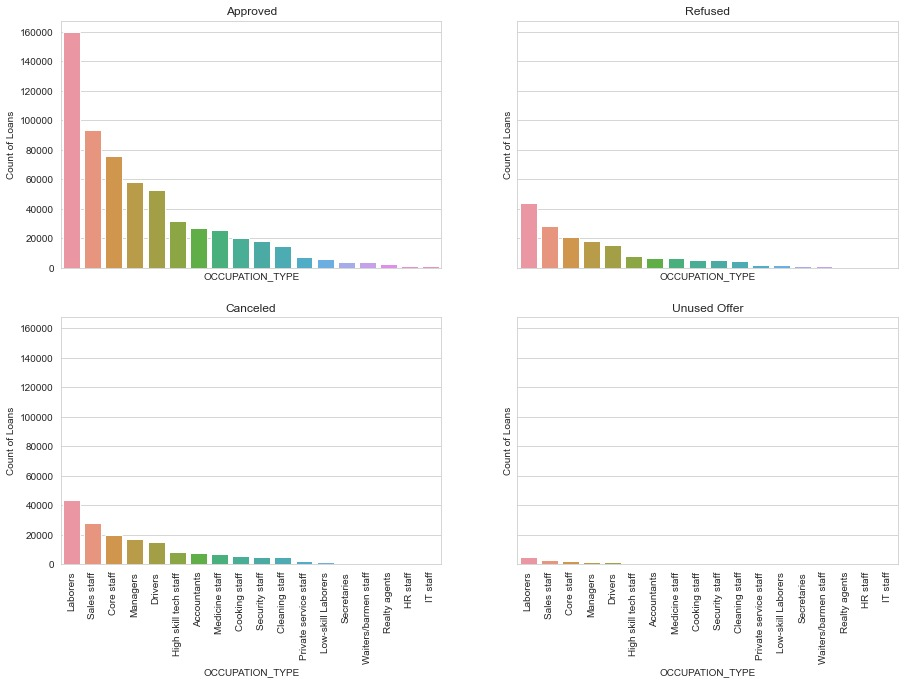 Approved
160000
140000
120000
100000
80000
60000
40000
20000
0
Count of Loans
OCCUPATION_TYPE
Refused
Count of Loans
OCCUPATION_TYPE
Canceled
160000
140000
120000
100000
80000
60000
40000
20000
0
Count of Loans
Laborers
Sales staff
Core staff
Managers
Drivers
High skill tech staff
Accountants
Medicine staff
Cooking staff
Security staff
Cleaning staff
Private service staff
Low-skill Laborers
Secretaries
Waiters/barmen staff
Realty agents
HR staff
IT staff
OCCUPATION_TYPE
Unused Offer
Count of Loans
Laborers
Sales staff
Core staff
Managers
Drivers
High skill tech staff
Accountants
Medicine staff
Cooking staff
Security staff
Cleaning staff
Private service staff
Low-skill Laborers
Secretaries
Waiters/barmen staff
Realty agents
HR staff
IT staff
OCCUPATION_TYPE